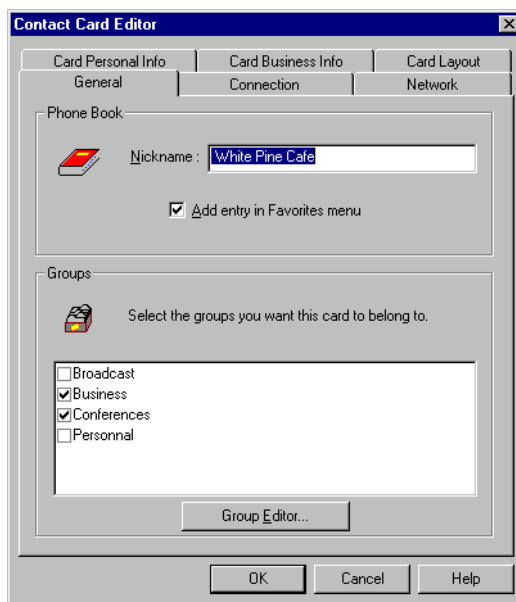 Contact Card Editor
Card Personal Info Card Business Info Card Layout
General Connection Network
Phone Book
Nickname : White Pine Cafe
Add entry in Favorites menu
Groups
Select the groups you want this card to belong to.
Broadcast
Business
Conferences
Personnal
Group Editor...
OK Cancel Help